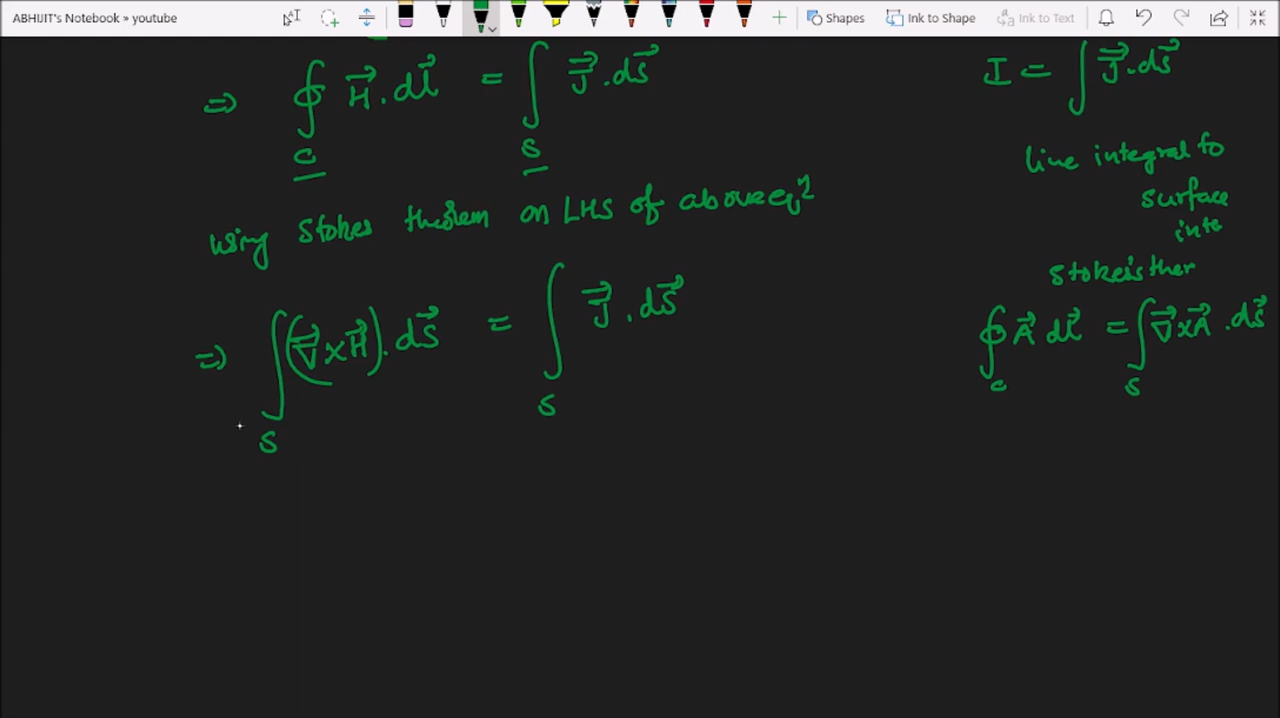 ABHIJIT's Notebook » youtube
Shapes
Ink to Shape
Ink to Text
⇒ ∮ H⃗ . dl⃗ = ∫ J⃗ . ds⃗
C S
using Stokes theorem on LHS of above eqⁿ
⇒ ∫ (∇⃗ x H⃗) . ds⃗ = ∫ J⃗ . ds⃗
S S
I = ∫ J⃗ . ds⃗
line integral to
surface
inte
Stoke's ther
∮ A⃗ dl⃗ = ∫ ∇⃗ x A⃗ . ds⃗
C S